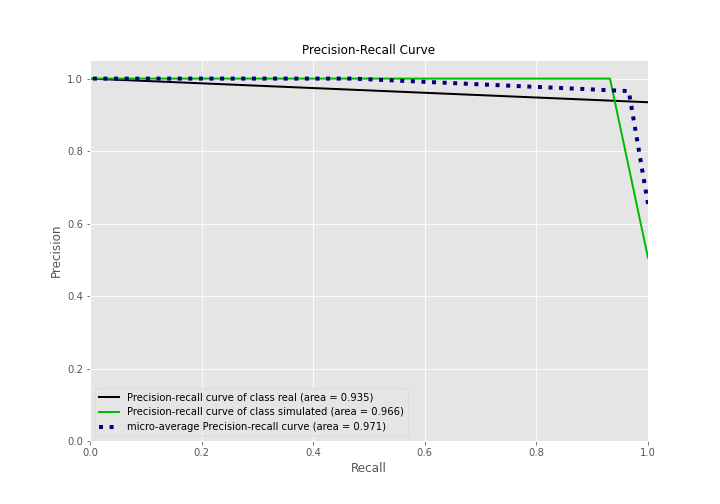 Precision-Recall Curve
1.0
0.8
0.6
0.4
0.2
0.0
Precision
Precision-recall curve of class real (area = 0.935)
Precision-recall curve of class simulated (area = 0.966)
micro-average Precision-recall curve (area = 0.971)
0.0 0.2 0.4 0.6 0.8 1.0
Recall